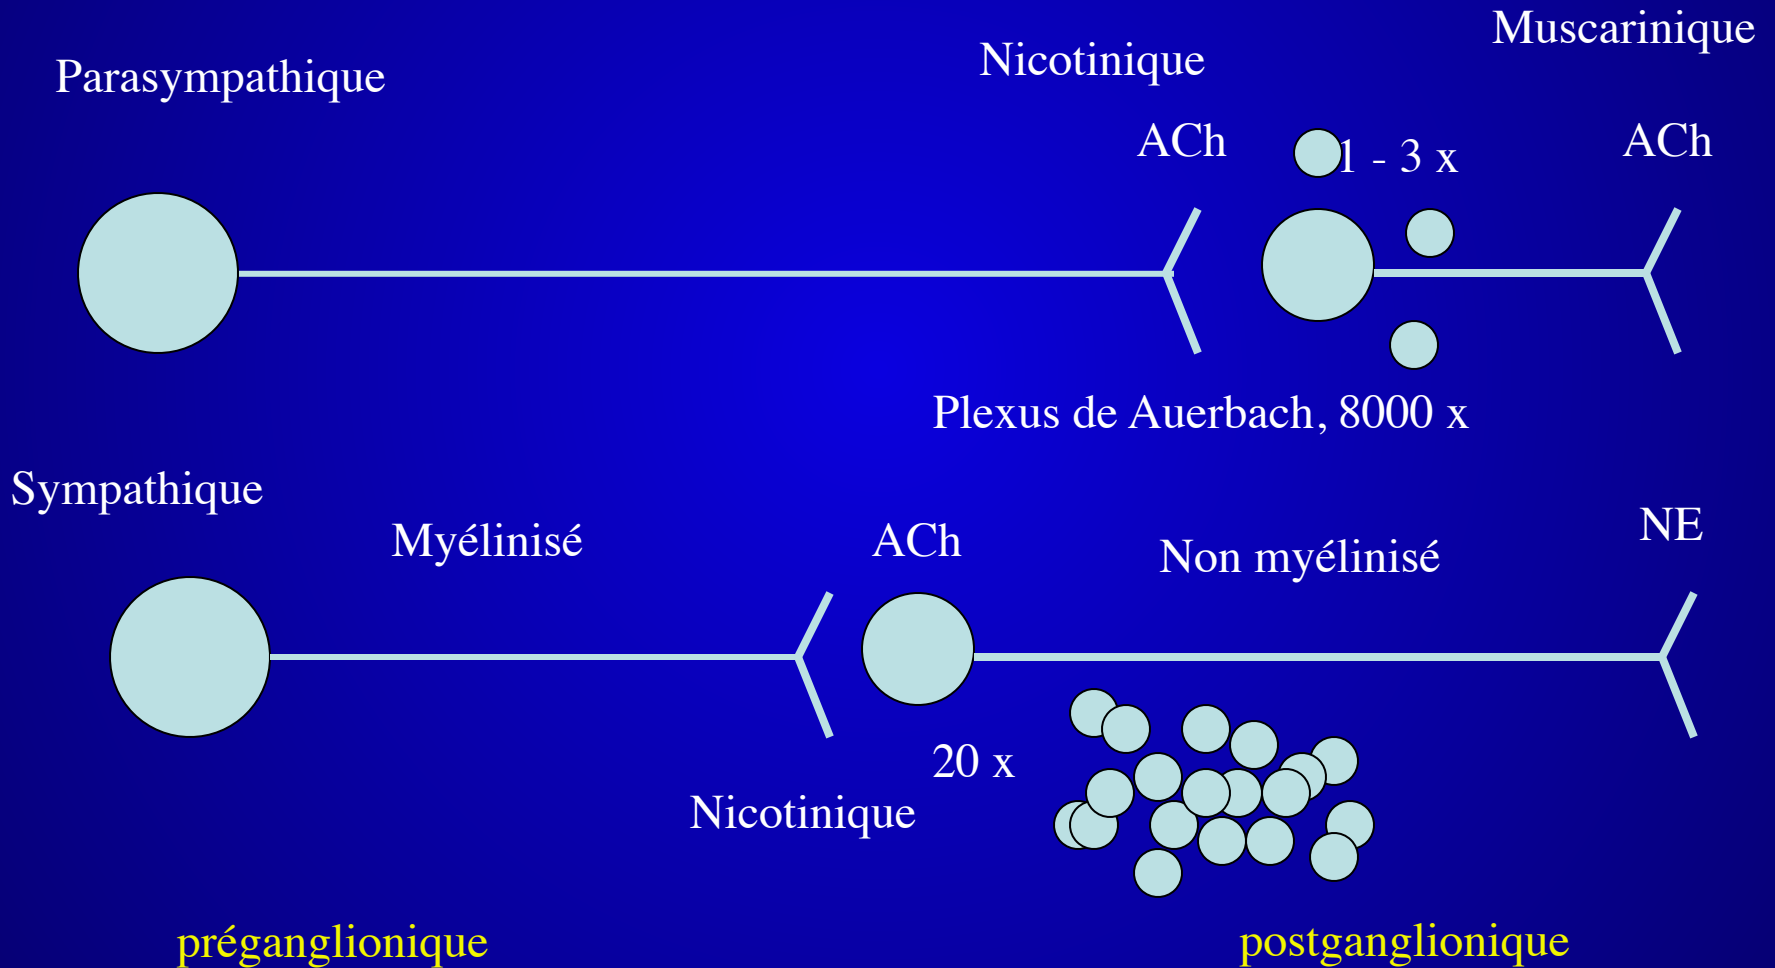 Muscarinique
Nicotinique
Parasympathique
ACh
1 - 3 x
ACh
Plexus de Auerbach, 8000 x
Sympathique
Myélinisé
ACh
Non myélinisé
NE
20 x
Nicotinique
préganglionique
postganglionique